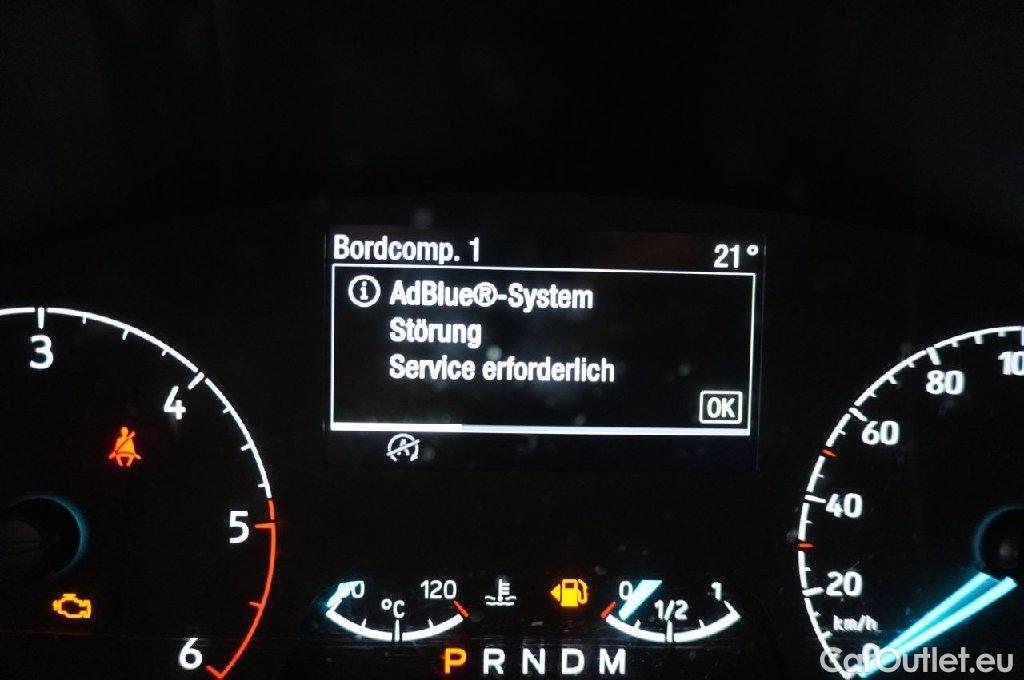 Bordcomp. 1 21°
i AdBlue®-System
Störung
Service erforderlich
OK
3
4
5
6
120
°C
0 1/2 1
P R N D M
0
20
40
60
80
km/h
CarOutlet.eu